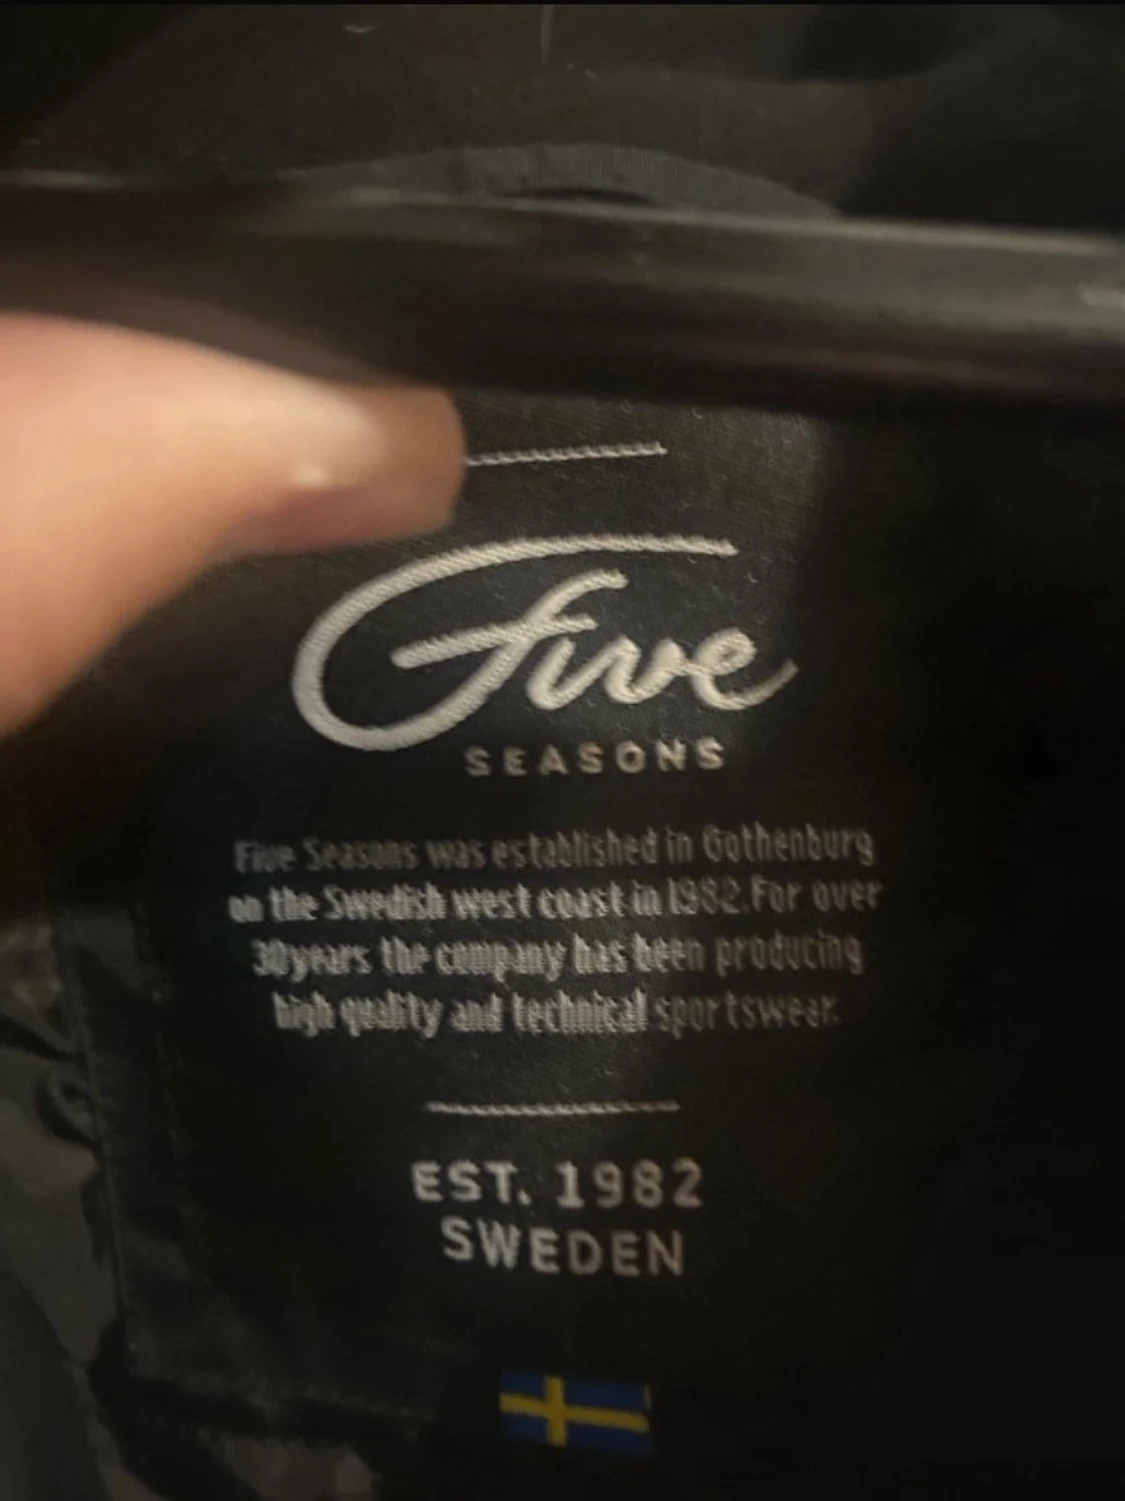 Five
SEASONS
Five Seasons was established in Gothenburg
on the Swedish west coast in 1982.For over
30years the company has been producing
high quality and technical sportswear.
EST. 1982
SWEDEN